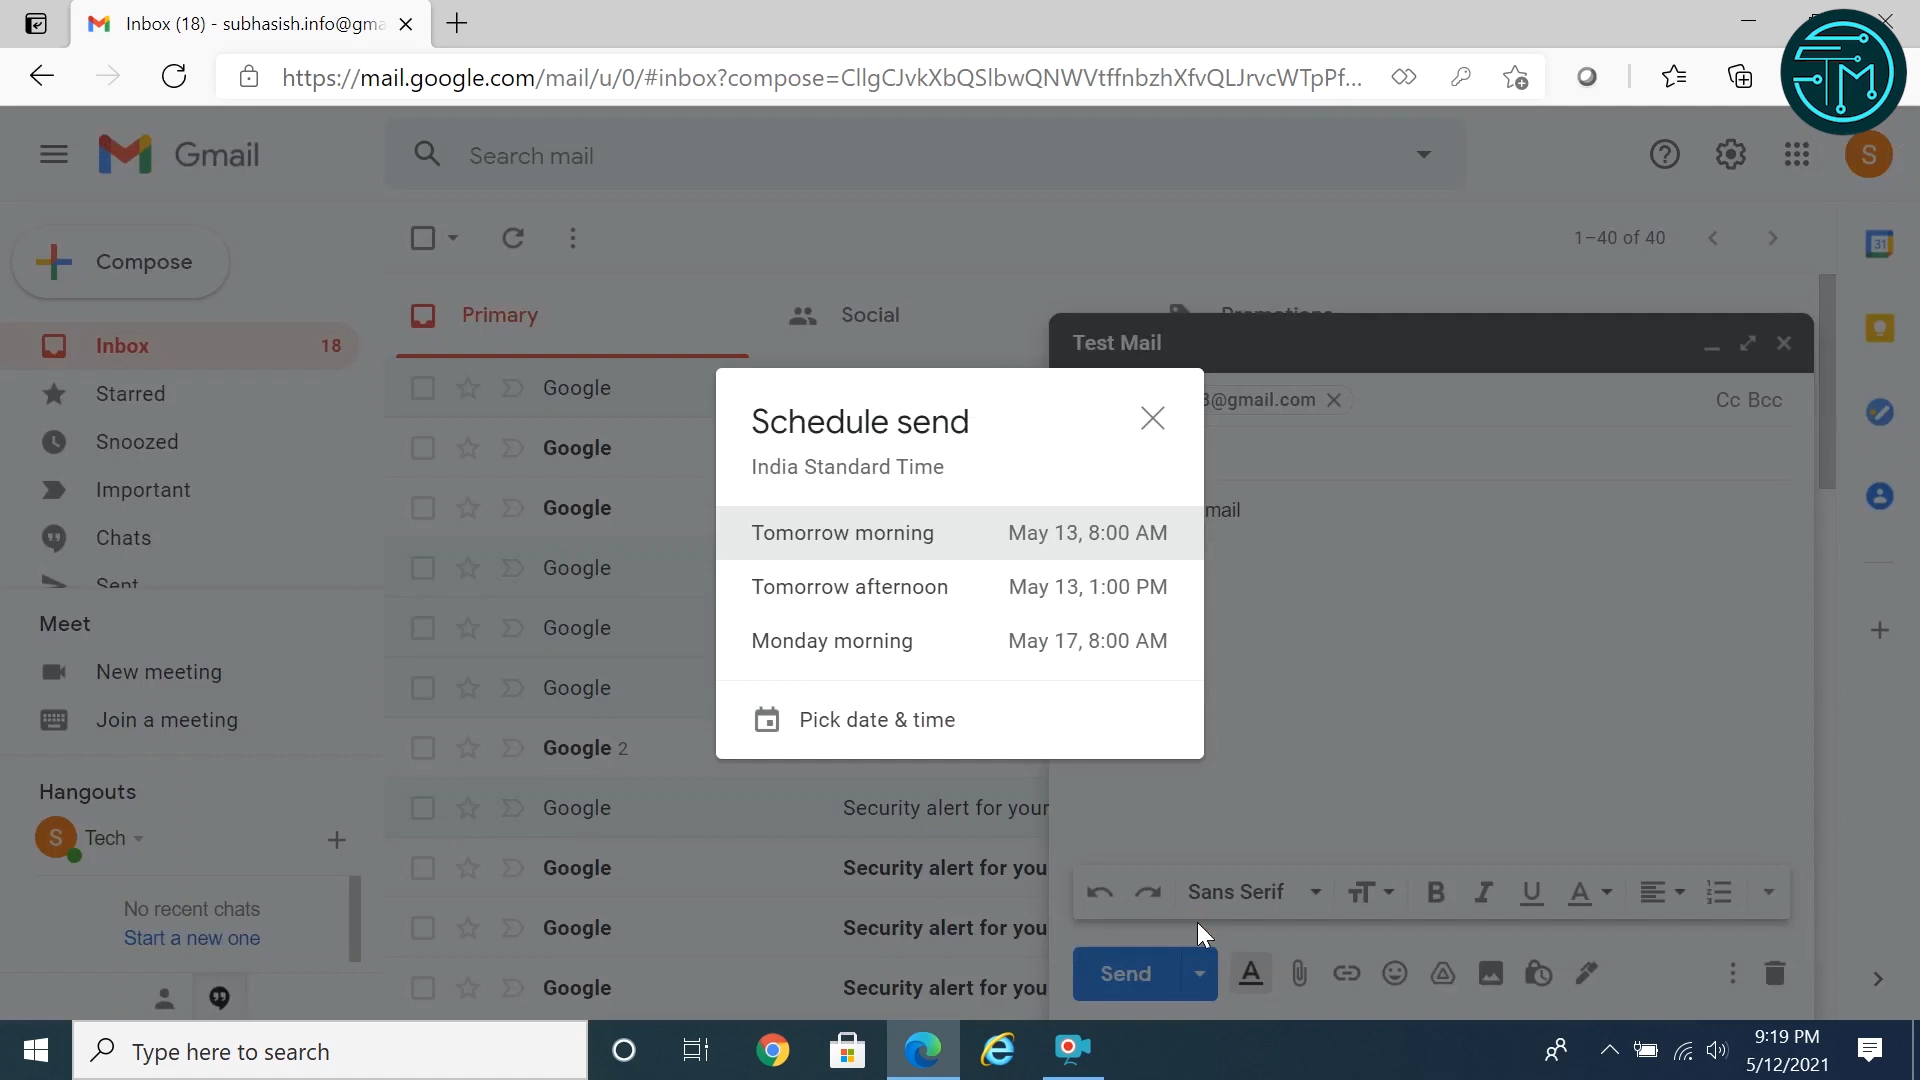 Inbox (18) - subhasish.info@gma
https://mail.google.com/mail/u/0/#inbox?compose=CllgCJvkXbQSlbwQNWVtffnbzhXfvQLJrvcWTpPf...
TM
Gmail
Search mail
S
Compose
1–40 of 40
31
Primary
Social
Promotions
Inbox 18
Starred
Snoozed
Important
Chats
Sent
Meet
New meeting
Join a meeting
Hangouts
S Tech
No recent chats
Start a new one
Google
Google
Google
Google
Google
Google
Google 2
Google Security alert for your
Google Security alert for you
Google Security alert for you
Google Security alert for you
Test Mail
3@gmail.com
Cc Bcc
mail
Schedule send
India Standard Time
Tomorrow morning May 13, 8:00 AM
Tomorrow afternoon May 13, 1:00 PM
Monday morning May 17, 8:00 AM
Pick date & time
Sans Serif
Send
Type here to search
9:19 PM
5/12/2021